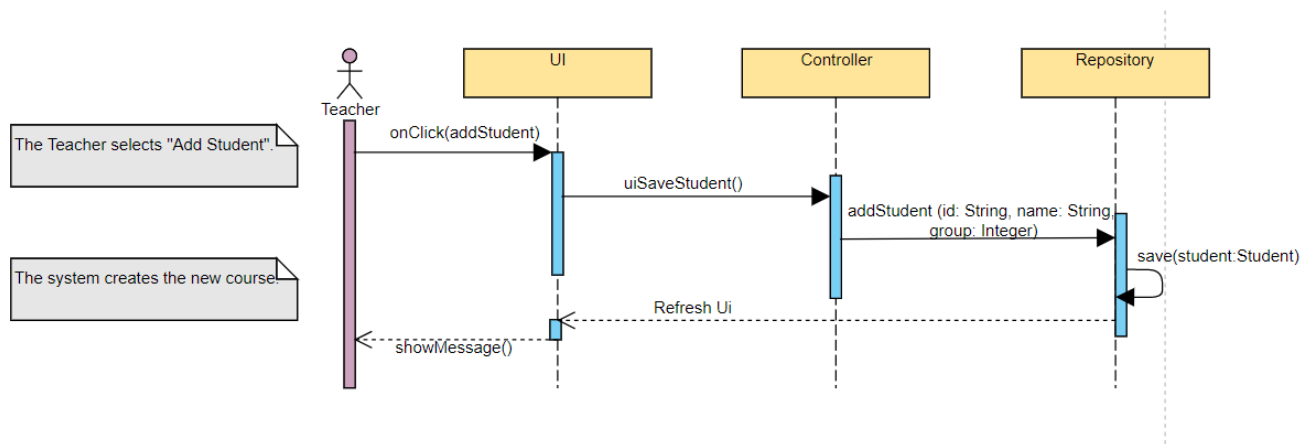 UI
Controller
Repository
Teacher
onClick(addStudent)
The Teacher selects "Add Student".
uiSaveStudent()
addStudent (id: String, name: String,
group: Integer)
save(student:Student)
The system creates the new course.
Refresh Ui
showMessage()